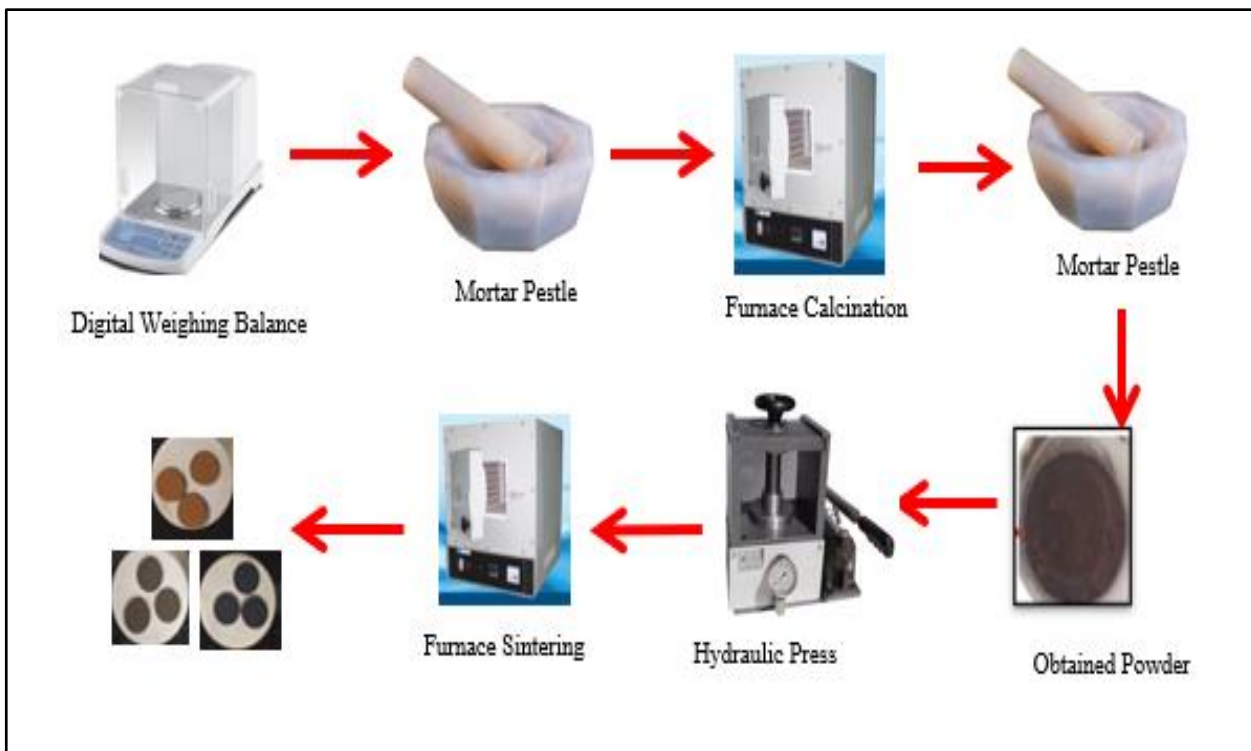 Digital Weighing Balance
Mortar Pestle
Furnace Calcination
Mortar Pestle
Furnace Sintering
Hydraulic Press
Obtained Powder